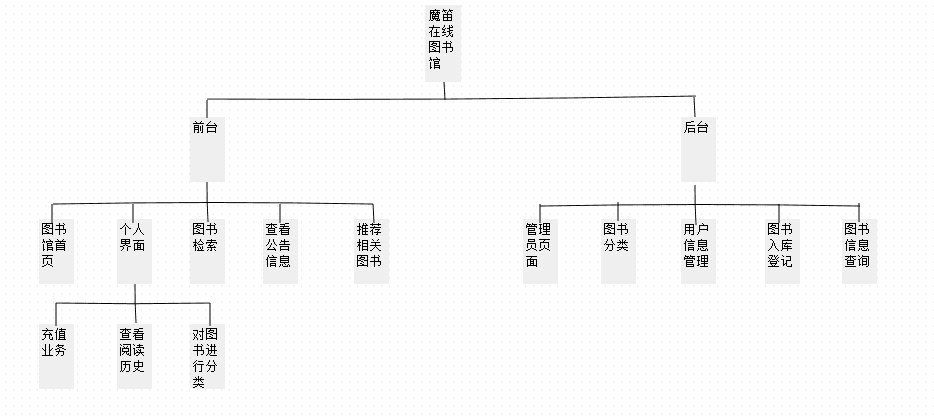 魔笛
在线
图书
馆
前台
后台
图书
馆首
页
个人
界面
图书
检索
查看
公告
信息
推荐
相关
图书
管理
员页
面
图书
分类
用户
信息
管理
图书
入库
登记
图书
信息
查询
充值
业务
查看
阅读
历史
对图
书进
行分
类